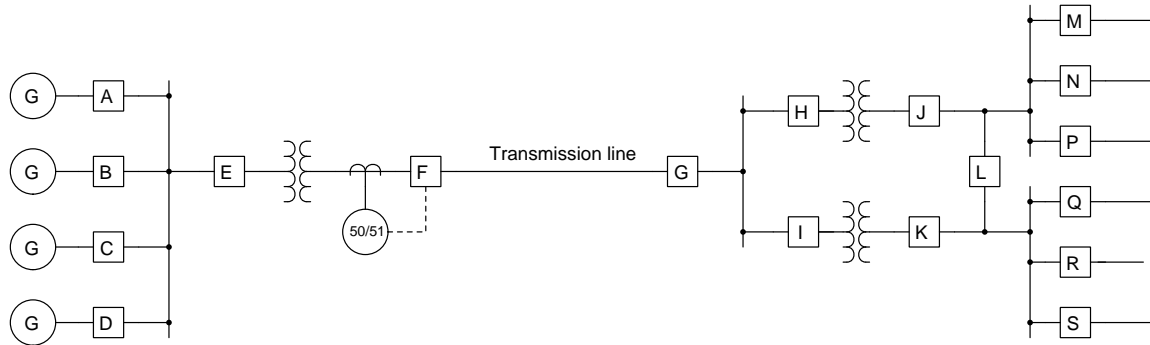 M
G A
H J N
Transmission line P
G B E F G
L
Q
50/51 I K
G C
R
G D S